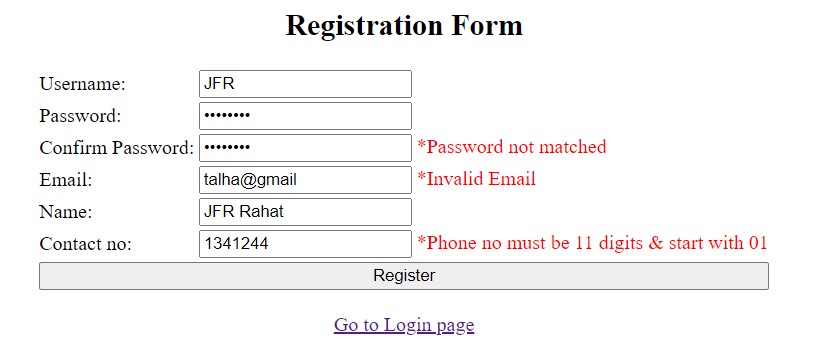 Registration Form
Username: JFR
Password: ••••••••
Confirm Password: •••••••• *Password not matched
Email: talha@gmail *Invalid Email
Name: JFR Rahat
Contact no: 1341244 *Phone no must be 11 digits & start with 01
Register
Go to Login page